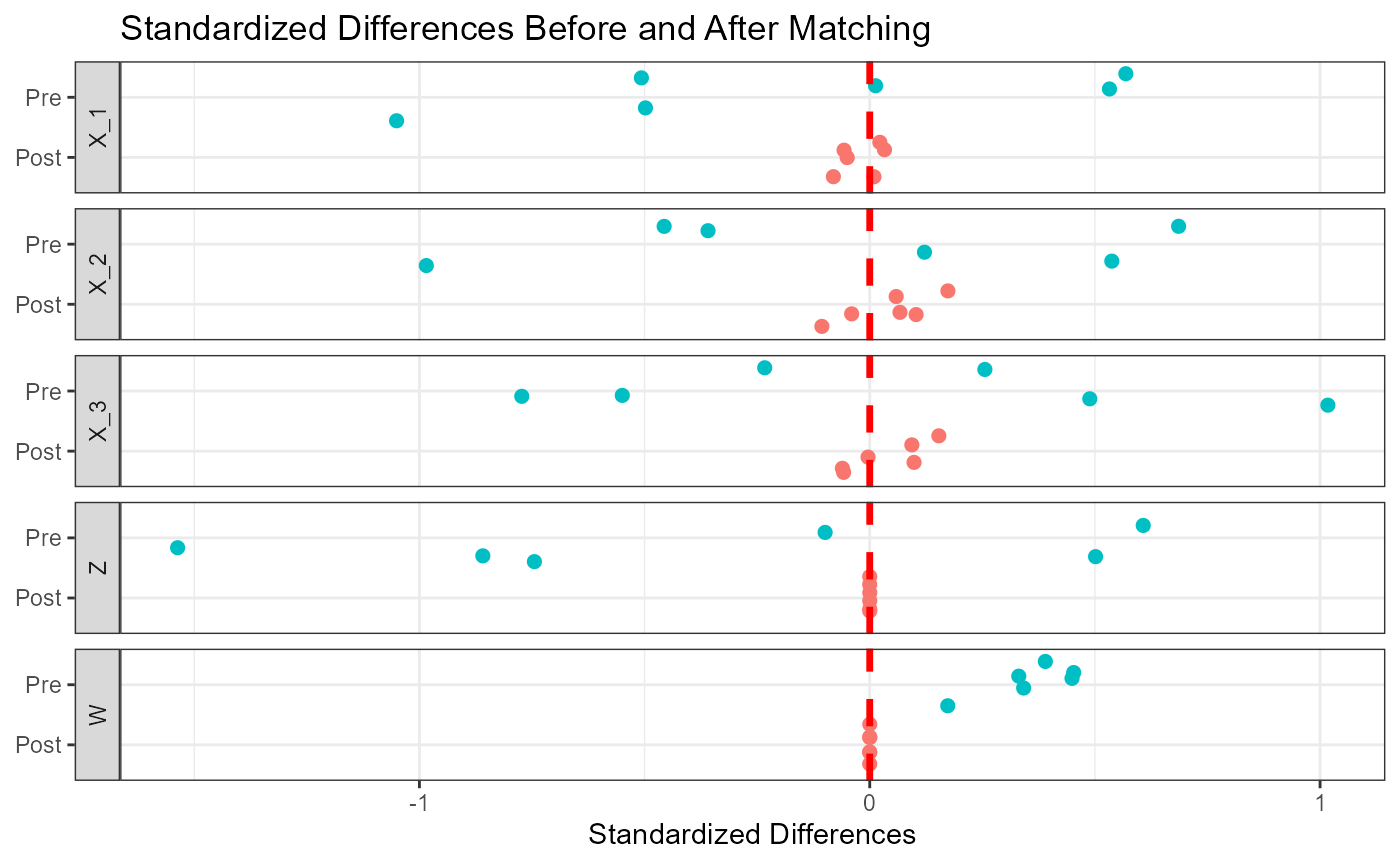 Standardized Differences Before and After Matching
X_1
Pre
Post
X_2
Pre
Post
X_3
Pre
Post
Z
Pre
Post
W
Pre
Post
-1 0 1
Standardized Differences